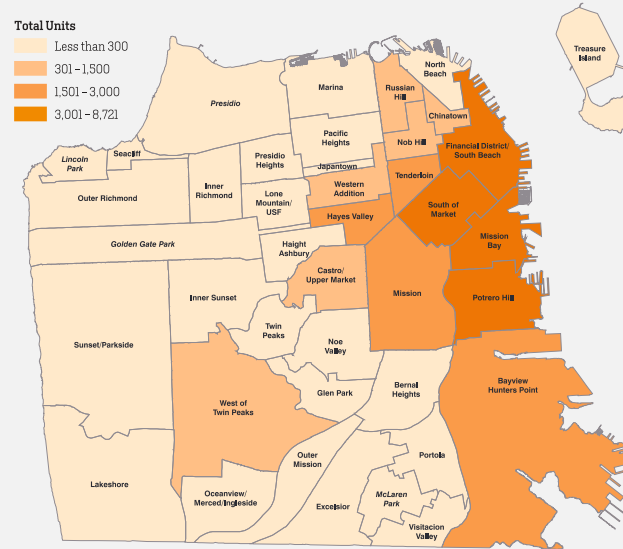 Total Units
Less than 300
301–1,500
1,501–3,000
3,001–8,721
Treasure
Island
North
Beach
Marina
Russian
Hill
Presidio
Chinatown
Pacific
Heights
Nob Hill
Financial District/
South Beach
Seacliff
Lincoln
Park
Presidio
Heights
Japantown
Tenderloin
Western
Addition
Inner
Richmond
Outer Richmond
Lone
Mountain/
USF
South of
Market
Hayes Valley
Mission
Bay
Golden Gate Park
Haight
Ashbury
Castro/
Upper Market
Inner Sunset
Mission
Potrero Hill
Twin
Peaks
Sunset/Parkside
Noe
Valley
Bayview
Hunters Point
Glen Park
Bernal
Heights
West of
Twin Peaks
Outer
Mission
Portola
Lakeshore
Oceanview/
Merced/Ingleside
McLaren
Park
Excelsior
Visitacion
Valley